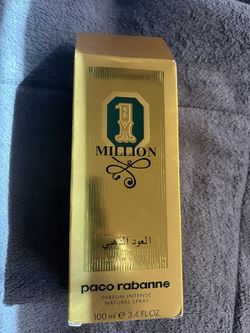 1
MILLION
العود الذهبي
paco rabanne
PARFUM INTENSE
NATURAL SPRAY
100 ml e 3.4 FL.OZ